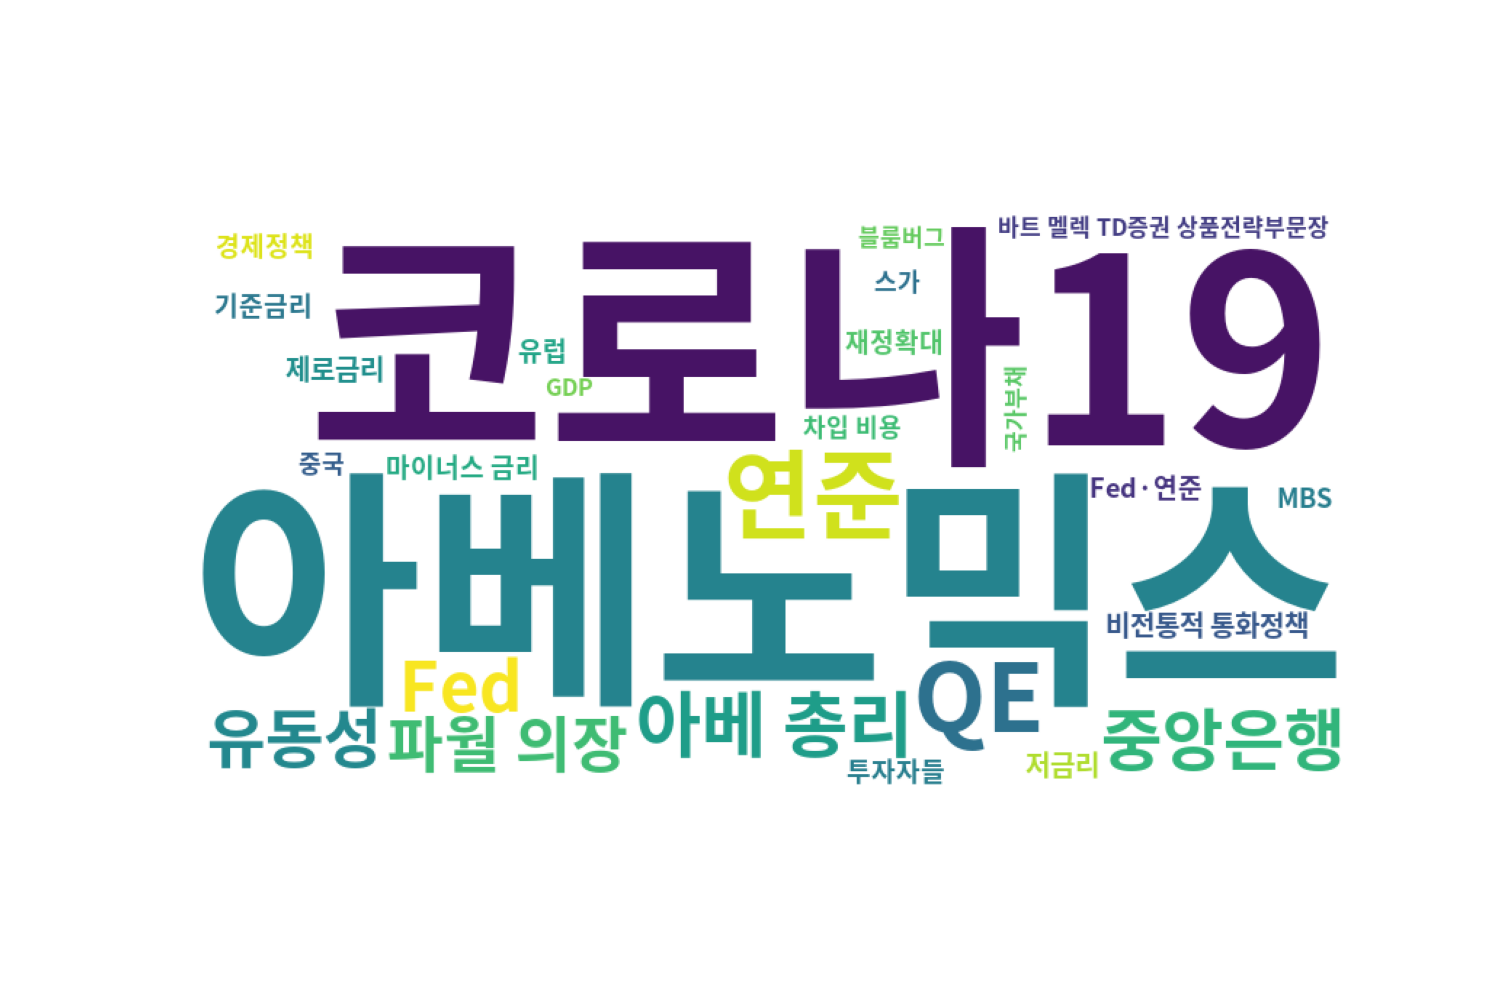 바트 멜렉 TD증권 상품전략부문장
블룸버그
경제정책
스가
기준금리
코로나19
재정확대
유럽
제로금리
GDP
국가부채
차입 비용
중국
마이너스 금리
연준
Fed·연준
MBS
아베노믹스
비전통적 통화정책
Fed
QE
아베 총리
유동성
파월 의장
중앙은행
저금리
투자자들